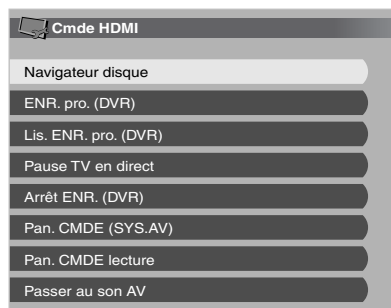 Cmde HDMI
Navigateur disque
ENR. pro. (DVR)
Lis. ENR. pro. (DVR)
Pause TV en direct
Arrêt ENR. (DVR)
Pan. CMDE (SYS.AV)
Pan. CMDE lecture
Passer au son AV